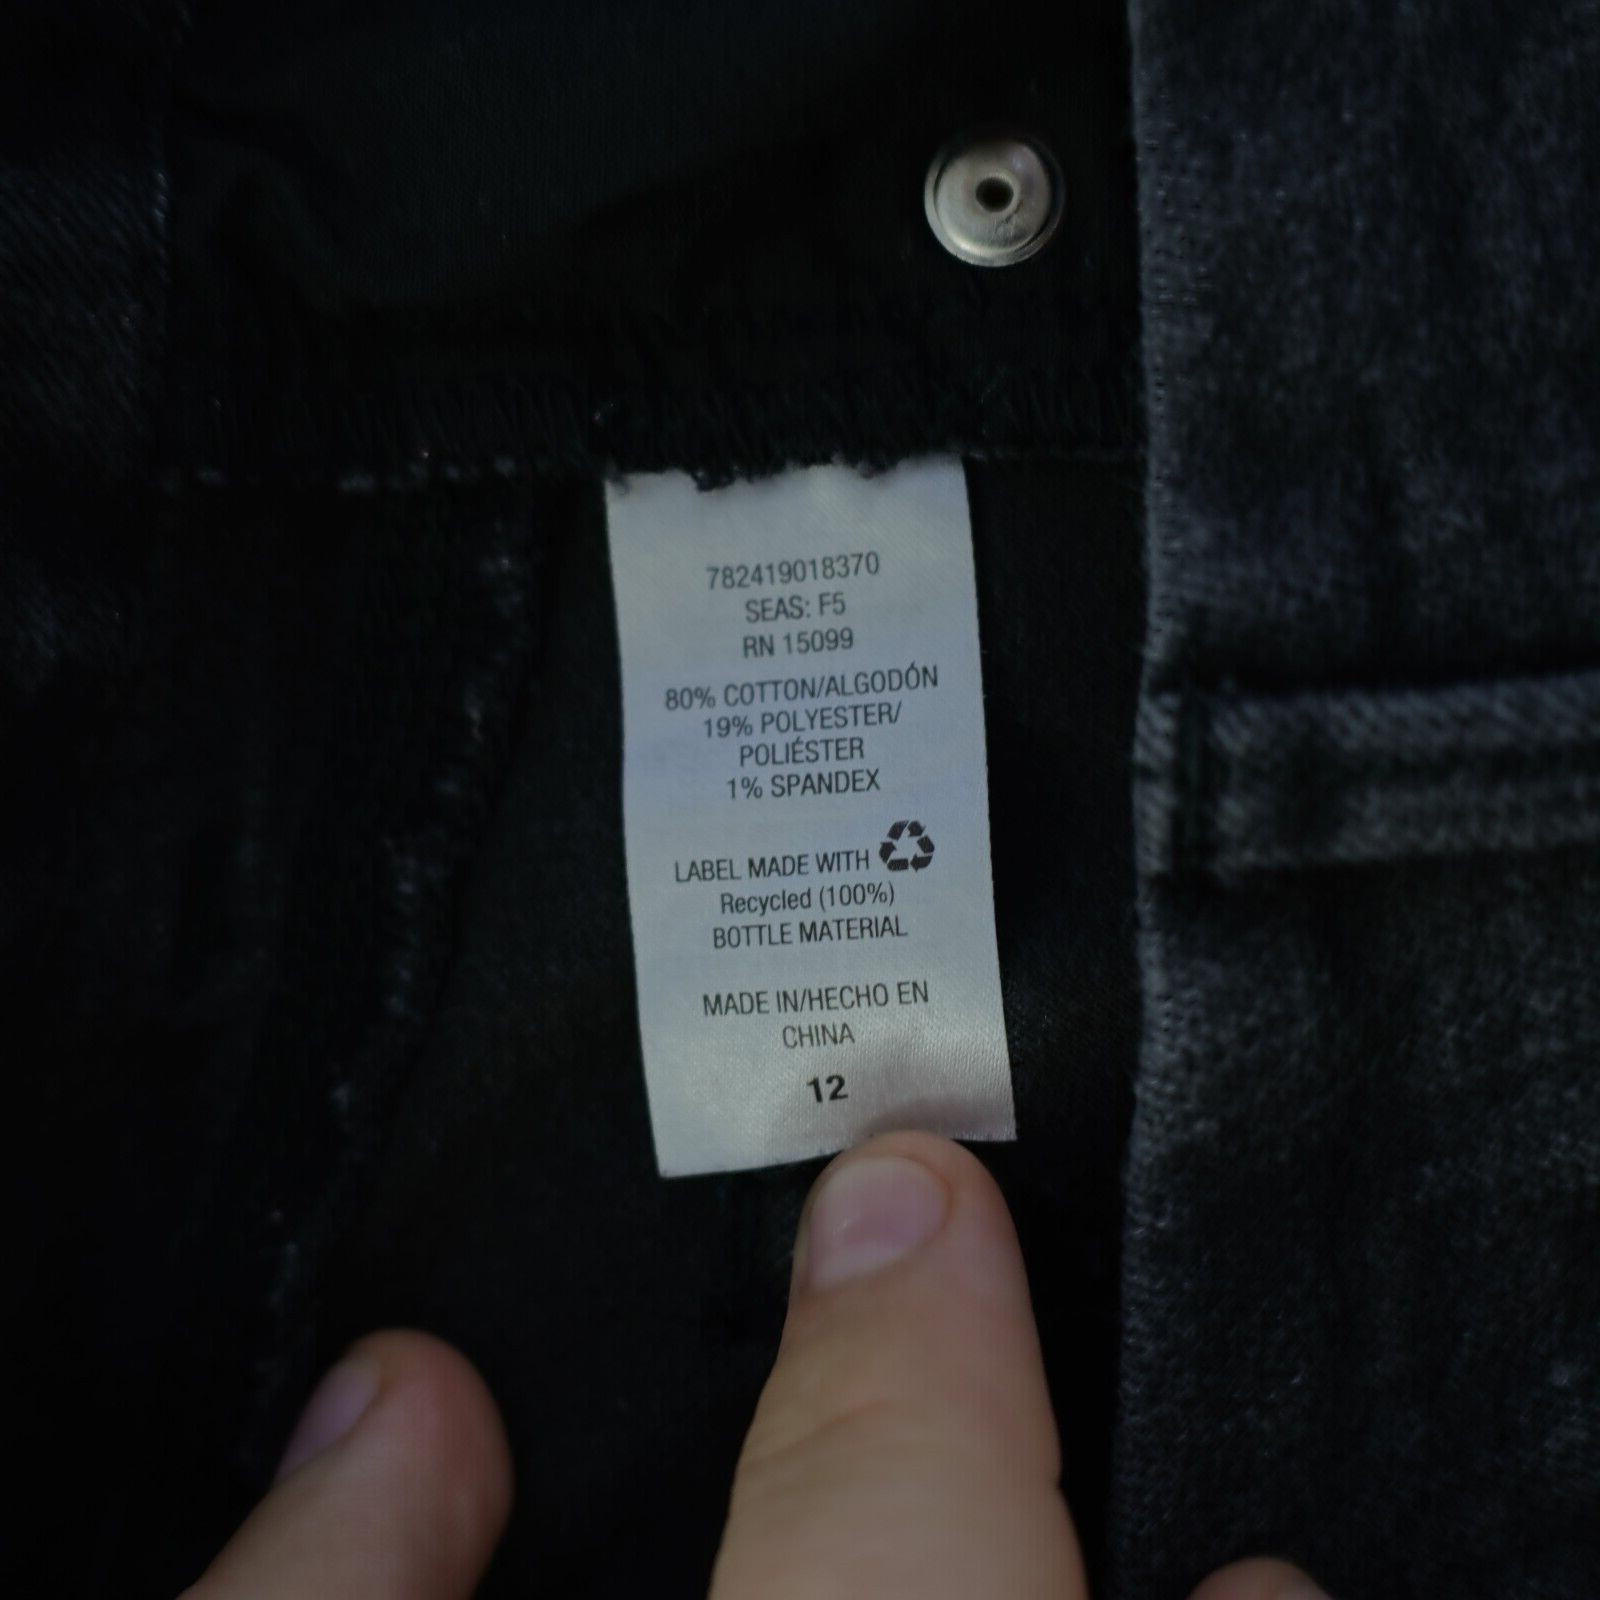 782419018370
SEAS: F5
RN 15099
80% COTTON/ALGODÓN
19% POLYESTER/
POLIÉSTER
1% SPANDEX
LABEL MADE WITH
Recycled (100%)
BOTTLE MATERIAL
MADE IN/HECHO EN
CHINA
12